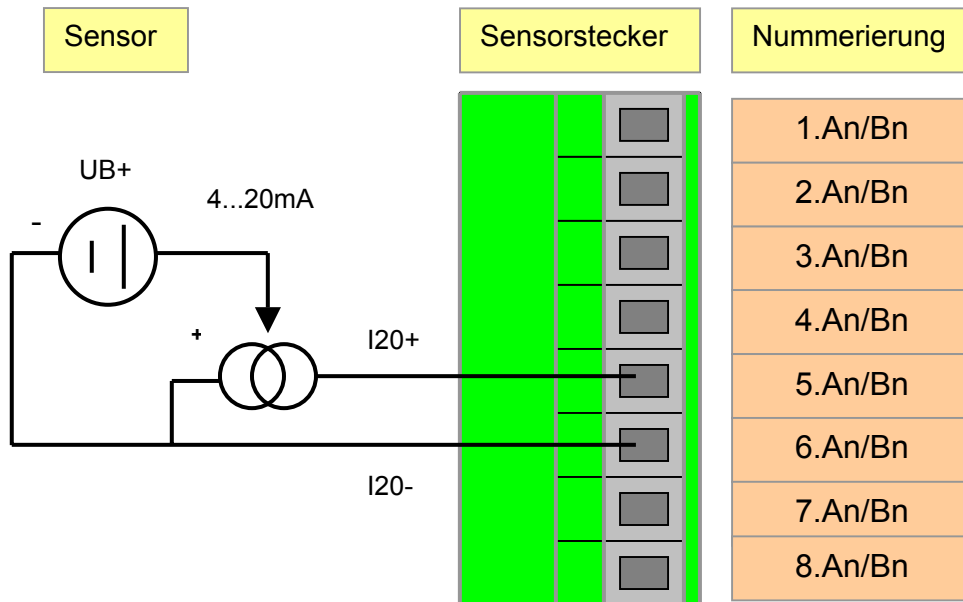 Sensor
Sensorstecker
Nummerierung
UB+
4...20mA
-
+
I20+
I20-
1.An/Bn
2.An/Bn
3.An/Bn
4.An/Bn
5.An/Bn
6.An/Bn
7.An/Bn
8.An/Bn